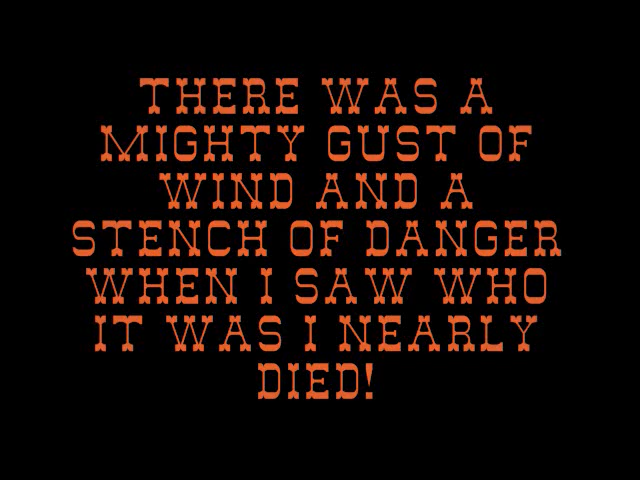 THERE WAS A
MIGHTY GUST OF
WIND AND A
STENCH OF DANGER
WHEN I SAW WHO
IT WAS I NEARLY
DIED!